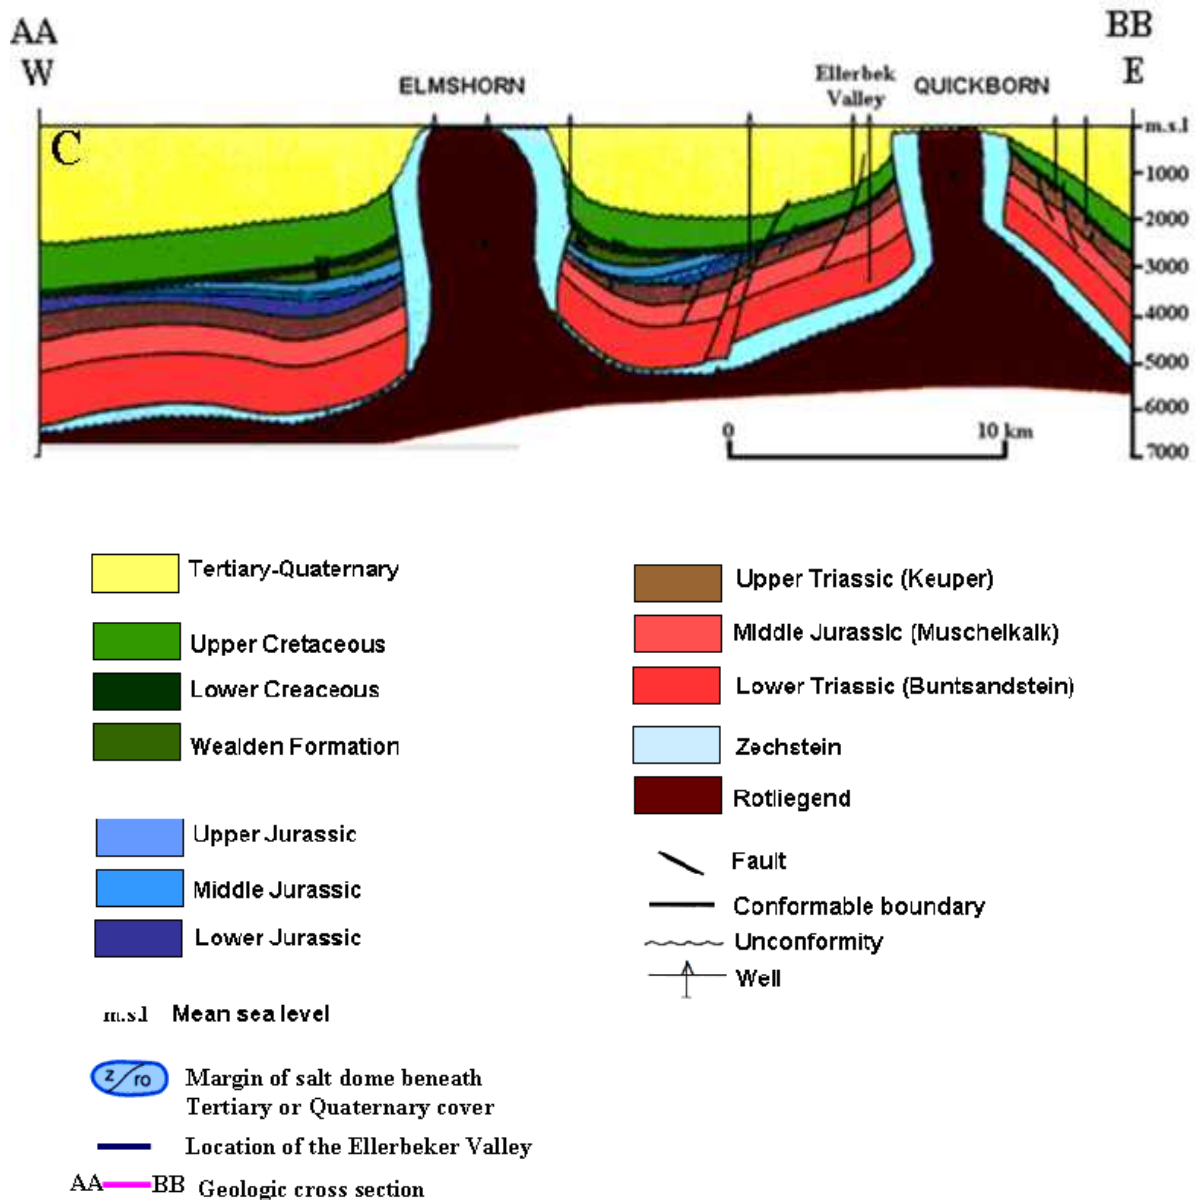 AA
W
BB
E
ELMSHORN
Ellerbek
Valley
QUICKBORN
C
m.s.l
1000
2000
3000
4000
5000
6000
7000
0
10 km
Tertiary-Quaternary
Upper Cretaceous
Lower Creaceous
Wealden Formation
Upper Jurassic
Middle Jurassic
Lower Jurassic
m.s.l Mean sea level
z/ro
Margin of salt dome beneath
Tertiary or Quaternary cover
Location of the Ellerbeker Valley
AA BB Geologic cross section
Upper Triassic (Keuper)
Middle Jurassic (Muschelkalk)
Lower Triassic (Buntsandstein)
Zechstein
Rotliegend
Fault
Conformable boundary
Unconformity
Well